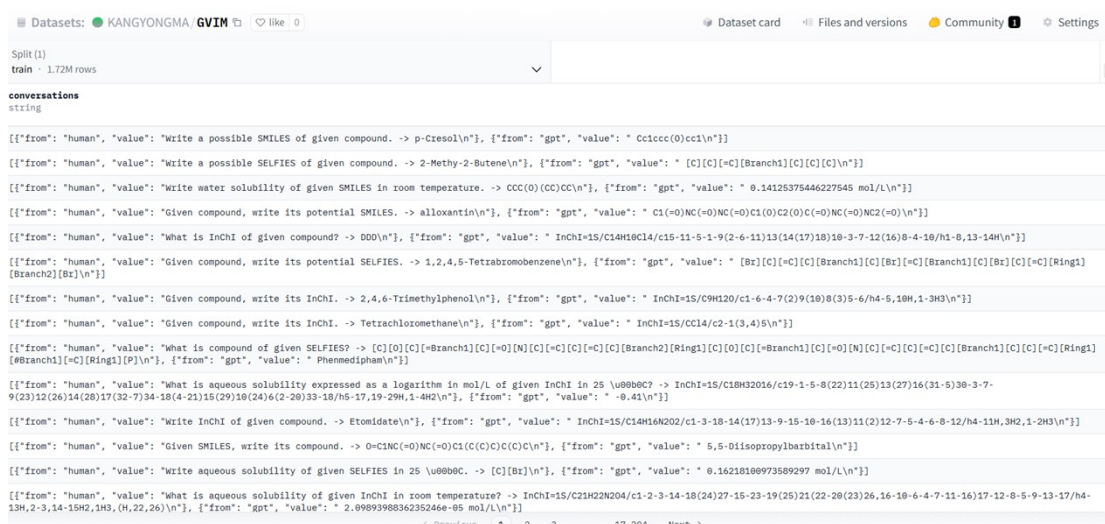 Datasets: KANGYONGMA/GVIM like 0 Dataset card Files and versions Community 1 Settings
Split (1)
train · 1.72M rows
conversations
string
[{"from": "human", "value": "Write a possible SMILES of given compound. -> p-Cresol\n"}, {"from": "gpt", "value": " Cc1ccc(O)cc1\n"}]
[{"from": "human", "value": "Write a possible SELFIES of given compound. -> 2-Methy-2-Butene\n"}, {"from": "gpt", "value": " [C][C][=C][Branch1][C][C][C]\n"}]
[{"from": "human", "value": "Write water solubility of given SMILES in room temperature. -> CCC(O)(CC)CC\n"}, {"from": "gpt", "value": " 0.14125375446227545 mol/L\n"}]
[{"from": "human", "value": "Given compound, write its potential SMILES. -> alloxantin\n"}, {"from": "gpt", "value": " C1(=O)NC(=O)NC(=O)C1(O)C2(O)C(=O)NC(=O)NC2(=O)\n"}]
[{"from": "human", "value": "What is InChI of given compound? -> DDD\n"}, {"from": "gpt", "value": " InChI=1S/C14H10Cl4/c15-11-5-1-9(2-6-11)13(14(17)18)10-3-7-12(16)8-4-10/h1-8,13-14H\n"}]
[{"from": "human", "value": "Given compound, write its potential SELFIES. -> 1,2,4,5-Tetrabromobenzene\n"}, {"from": "gpt", "value": " [Br][C][=C][C][Branch1][C][Br][=C][Branch1][C][Br][C][=C][Ring1]
[Branch2][Br]\n"}]
[{"from": "human", "value": "Given compound, write its InChI. -> 2,4,6-Trimethylphenol\n"}, {"from": "gpt", "value": " InChI=1S/C9H12O/c1-6-4-7(2)9(10)8(3)5-6/h4-5,10H,1-3H3\n"}]
[{"from": "human", "value": "Given compound, write its InChI. -> Tetrachloromethane\n"}, {"from": "gpt", "value": " InChI=1S/CCl4/c2-1(3,4)5\n"}]
[{"from": "human", "value": "What is compound of given SELFIES? -> [C][O][C][=Branch1][C][=O][N][C][=C][C][=C][C][Branch2][Ring1][C][O][C][=Branch1][C][=O][N][C][=C][C][=C][C][Branch1][C][C][=C][Ring1]
[#Branch1][=C][Ring1][P]\n"}, {"from": "gpt", "value": " Phenmedipham\n"}]
[{"from": "human", "value": "What is aqueous solubility expressed as a logarithm in mol/L of given InChI in 25 \u00b0C? -> InChI=1S/C18H32O16/c19-1-5-8(22)11(25)13(27)16(31-5)30-3-7-
9(23)12(26)14(28)17(32-7)34-18(4-21)15(29)10(24)6(2-20)33-18/h5-17,19-29H,1-4H2\n"}, {"from": "gpt", "value": " -0.41\n"}]
[{"from": "human", "value": "Write InChI of given compound. -> Etomidate\n"}, {"from": "gpt", "value": " InChI=1S/C14H16N2O2/c1-3-18-14(17)13-9-15-10-16(13)11(2)12-7-5-4-6-8-12/h4-11H,3H2,1-2H3\n"}]
[{"from": "human", "value": "Given SMILES, write its compound. -> O=C1NC(=O)NC(=O)C1(C(C)C)C(C)C\n"}, {"from": "gpt", "value": " 5,5-Diisopropylbarbital\n"}]
[{"from": "human", "value": "Write aqueous solubility of given SELFIES in 25 \u00b0C. -> [C][Br]\n"}, {"from": "gpt", "value": " 0.16218100973589297 mol/L\n"}]
[{"from": "human", "value": "What is aqueous solubility of given InChI in room temperature? -> InChI=1S/C21H22N2O4/c1-2-3-14-18(24)27-15-23-19(25)21(22-20(23)26,16-10-6-4-7-11-16)17-12-8-5-9-13-17/h4-
13H,2-3,14-15H2,1H3,(H,22,26)\n"}, {"from": "gpt", "value": " 2.0989398836235246e-05 mol/L\n"}]